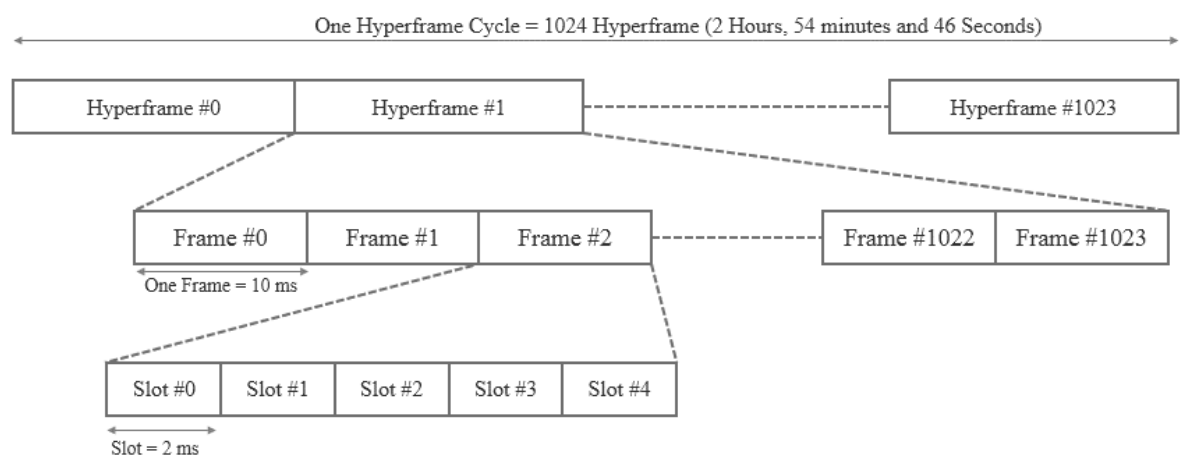 One Hyperframe Cycle = 1024 Hyperframe (2 Hours, 54 minutes and 46 Seconds)
Hyperframe #0
Hyperframe #1
Hyperframe #1023
Frame #0
Frame #1
Frame #2
Frame #1022
Frame #1023
One Frame = 10 ms
Slot #0
Slot #1
Slot #2
Slot #3
Slot #4
Slot = 2 ms